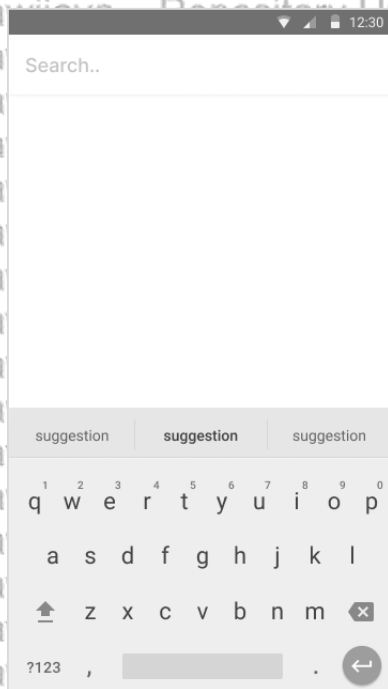 12:30
Search..
suggestion suggestion suggestion
1 2 3 4 5 6 7 8 9 0
q w e r t y u i o p
a s d f g h j k l
z x c v b n m
?123 , .